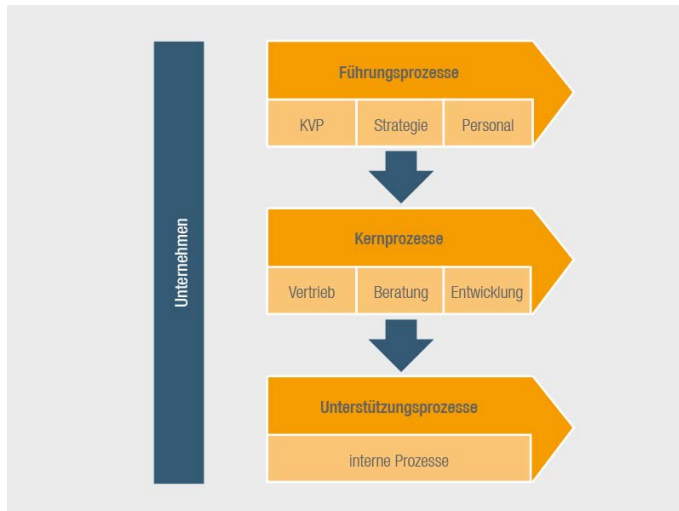 Unternehmen
Führungsprozesse
KVP
Strategie
Personal
Kernprozesse
Vertrieb
Beratung
Entwicklung
Unterstützungsprozesse
interne Prozesse